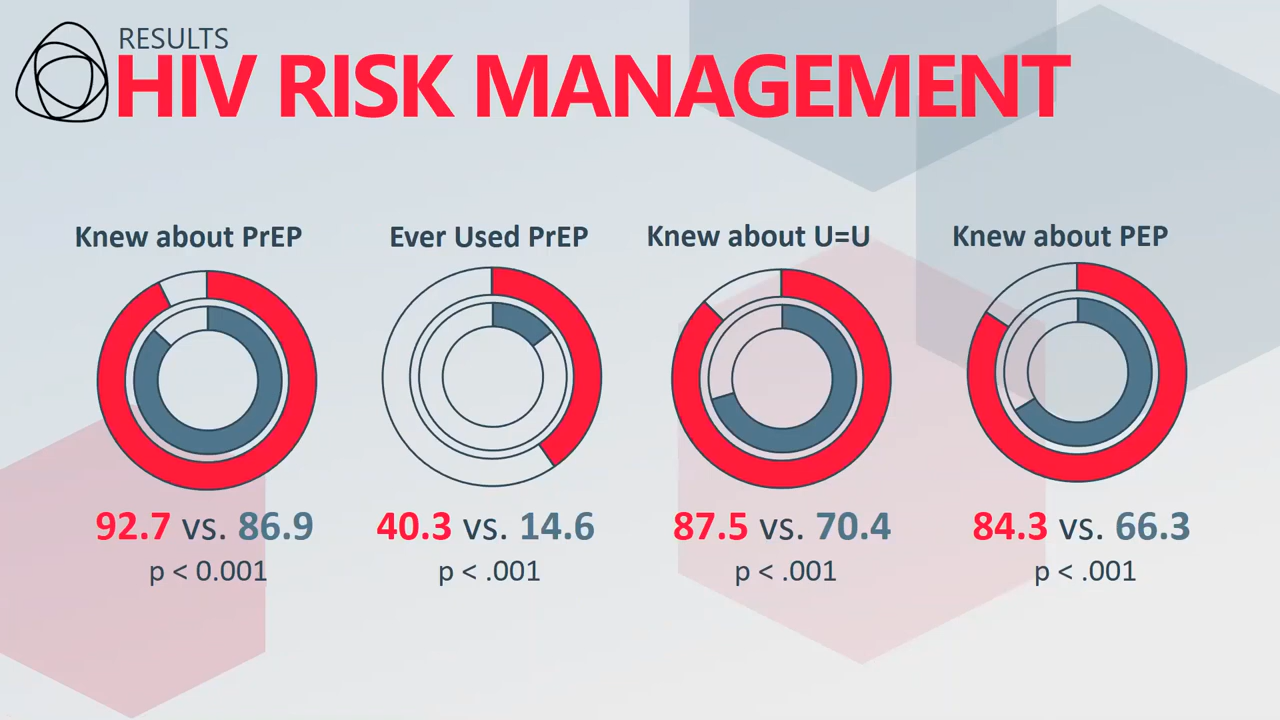 RESULTS
HIV RISK MANAGEMENT
Knew about PrEP
Ever Used PrEP
Knew about U=U
Knew about PEP
92.7 vs. 86.9
40.3 vs. 14.6
87.5 vs. 70.4
84.3 vs. 66.3
p < 0.001
p < .001
p < .001
p < .001